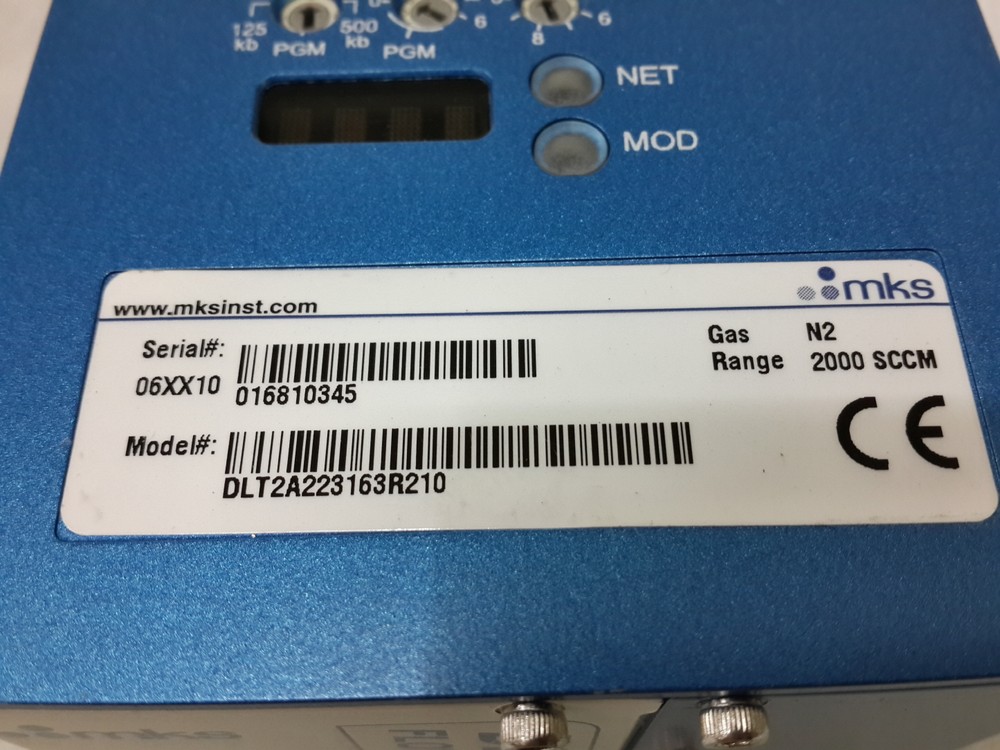 125 kb
PGM
500 kb
PGM
6
8
6
NET
MOD
www.mksinst.com
mks
Serial#:
06XX10
016810345
Gas N2
Range 2000 SCCM
CE
Model#:
DLT2A223163R210
mks